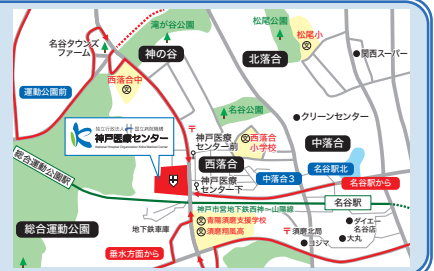 滝が谷公園
松尾公園
松尾小
名谷タウンズ
ファーム
神の谷
北落合
関西スーパー
西落合中
運動公園前
名谷公園
クリーンセンター
独立行政法人 国立病院機構
神戸医療センター
神戸医療
センター前
西落合
小学校
中落合
総合運動公園駅
西落合
名谷駅北
神戸医療
センター下
中落合3
名谷駅から
名谷駅
神戸市営地下鉄西神〜山陽線
総合運動公園
地下鉄車庫
青陽須磨支援学校
須磨翔風高
須磨北局
ダイエー
名谷店
コジマ
大丸
垂水方面から